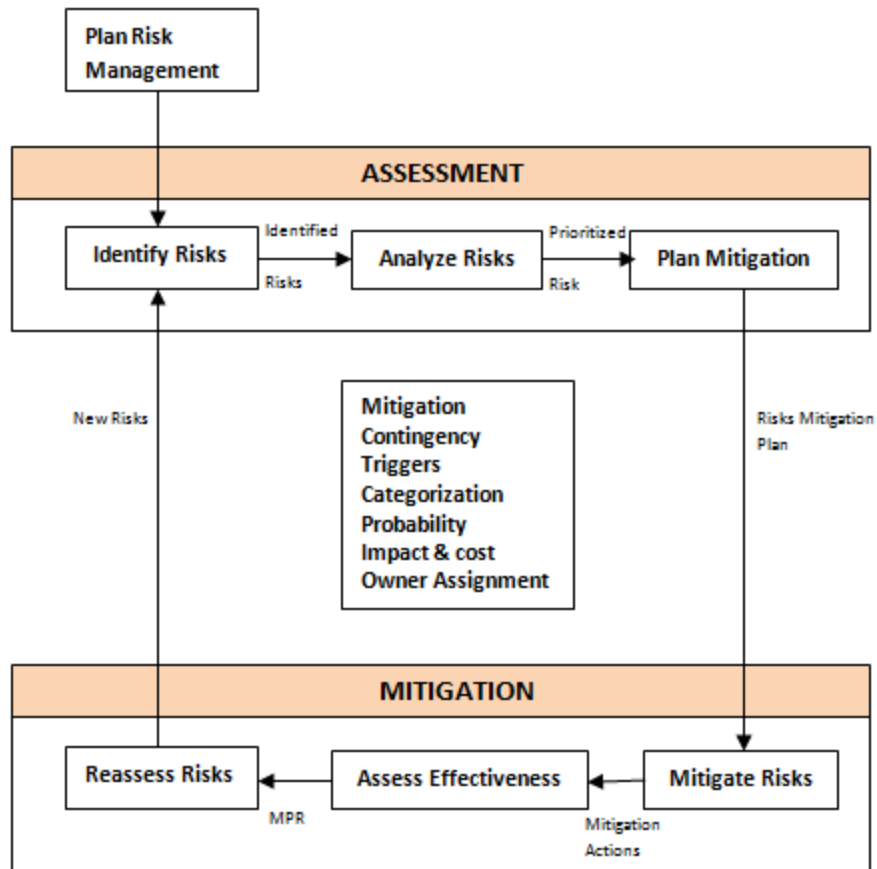 Plan Risk
Management
ASSESSMENT
Identify Risks
Identified
Risks
Analyze Risks
Prioritized
Risk
Plan Mitigation
New Risks
Mitigation
Contingency
Triggers
Categorization
Probability
Impact & cost
Owner Assignment
Risks Mitigation
Plan
MITIGATION
Reassess Risks
MPR
Assess Effectiveness
Mitigation
Actions
Mitigate Risks